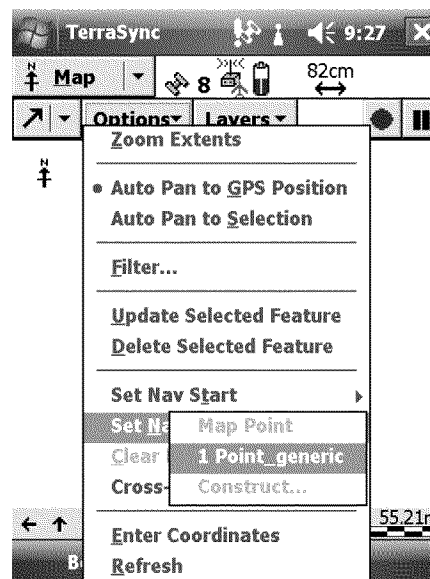 TerraSync 9:27
N
Map 8 82cm
Options Layers
N
Zoom Extents
Auto Pan to GPS Position
Auto Pan to Selection
Filter...
Update Selected Feature
Delete Selected Feature
Set Nav Start
Set Na
Map Point
Clear
1 Point_generic
Cross-
Construct...
55.21
Enter Coordinates
Refresh